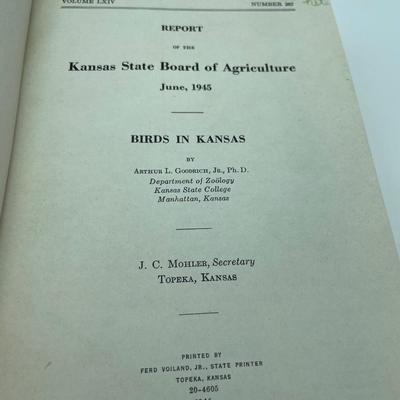 VOLUME LXIV NUMBER 267
REPORT
OF THE
Kansas State Board of Agriculture
June, 1945
BIRDS IN KANSAS
BY
ARTHUR L. GOODRICH, JR., PH. D.
Department of Zoölogy
Kansas State College
Manhattan, Kansas
J. C. MOHLER, Secretary
TOPEKA, KANSAS
PRINTED BY
FERD VOILAND, JR., STATE PRINTER
TOPEKA, KANSAS
20-4605